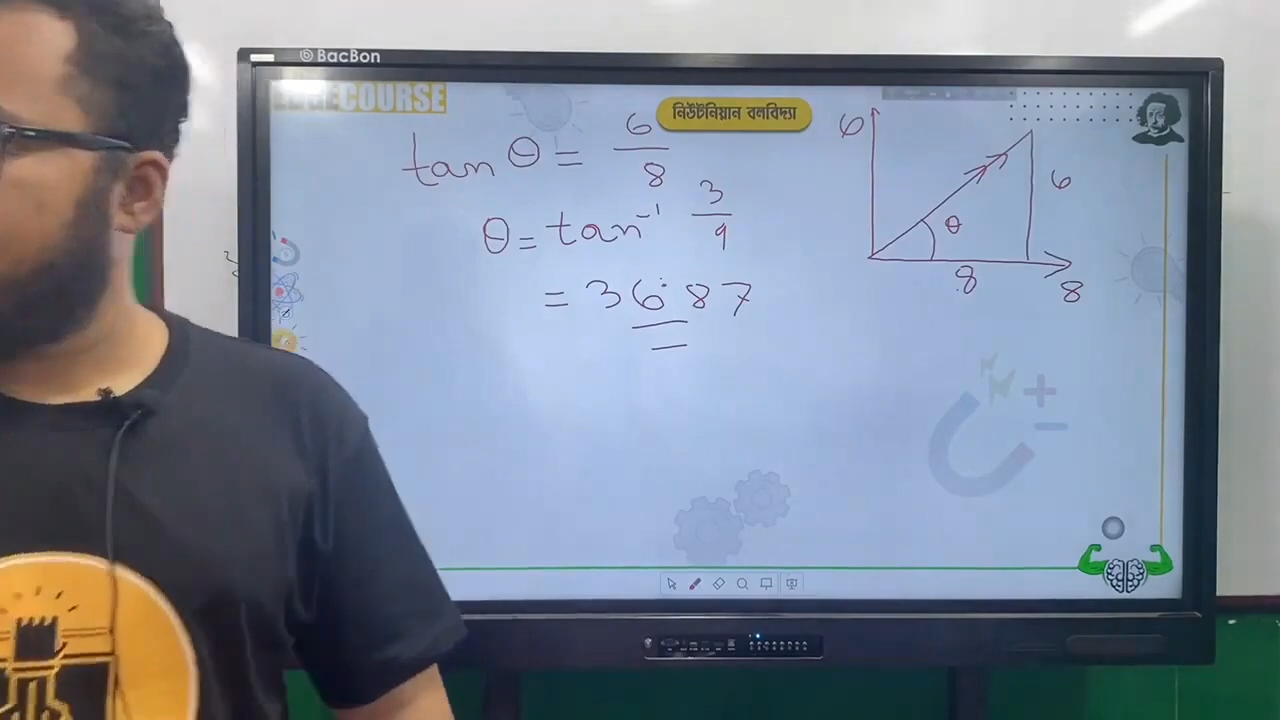 BacBon
COURSE
নিউটনিয়ান বলবিদ্যা
tan θ = 6/8
θ = tan⁻¹ 3/4
= 36.87
6
6
θ
8
8